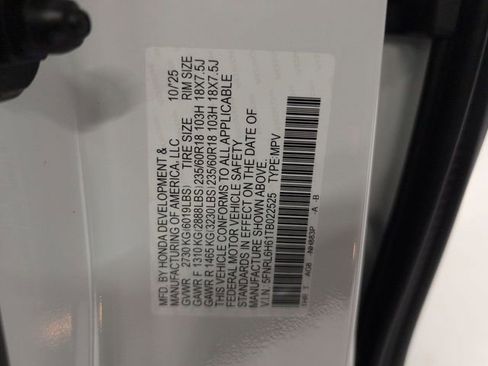 MFD. BY HONDA DEVELOPMENT &
MANUFACTURING OF AMERICA, LLC 10/25
GVWR 2730 KG(6019LBS) TIRE SIZE RIM SIZE
GAWR F 1310 KG(2888LBS) 235/60R18 103H 18X7.5J
GAWR R 1465 KG(3230LBS) 235/60R18 103H 18X7.5J
THIS VEHICLE CONFORMS TO ALL APPLICABLE
FEDERAL MOTOR VEHICLE SAFETY
STANDARDS IN EFFECT ON THE DATE OF
MANUFACTURE SHOWN ABOVE.
V.I.N. 5FNRL6H61TB022525 TYPE:MPV
NH883P A B